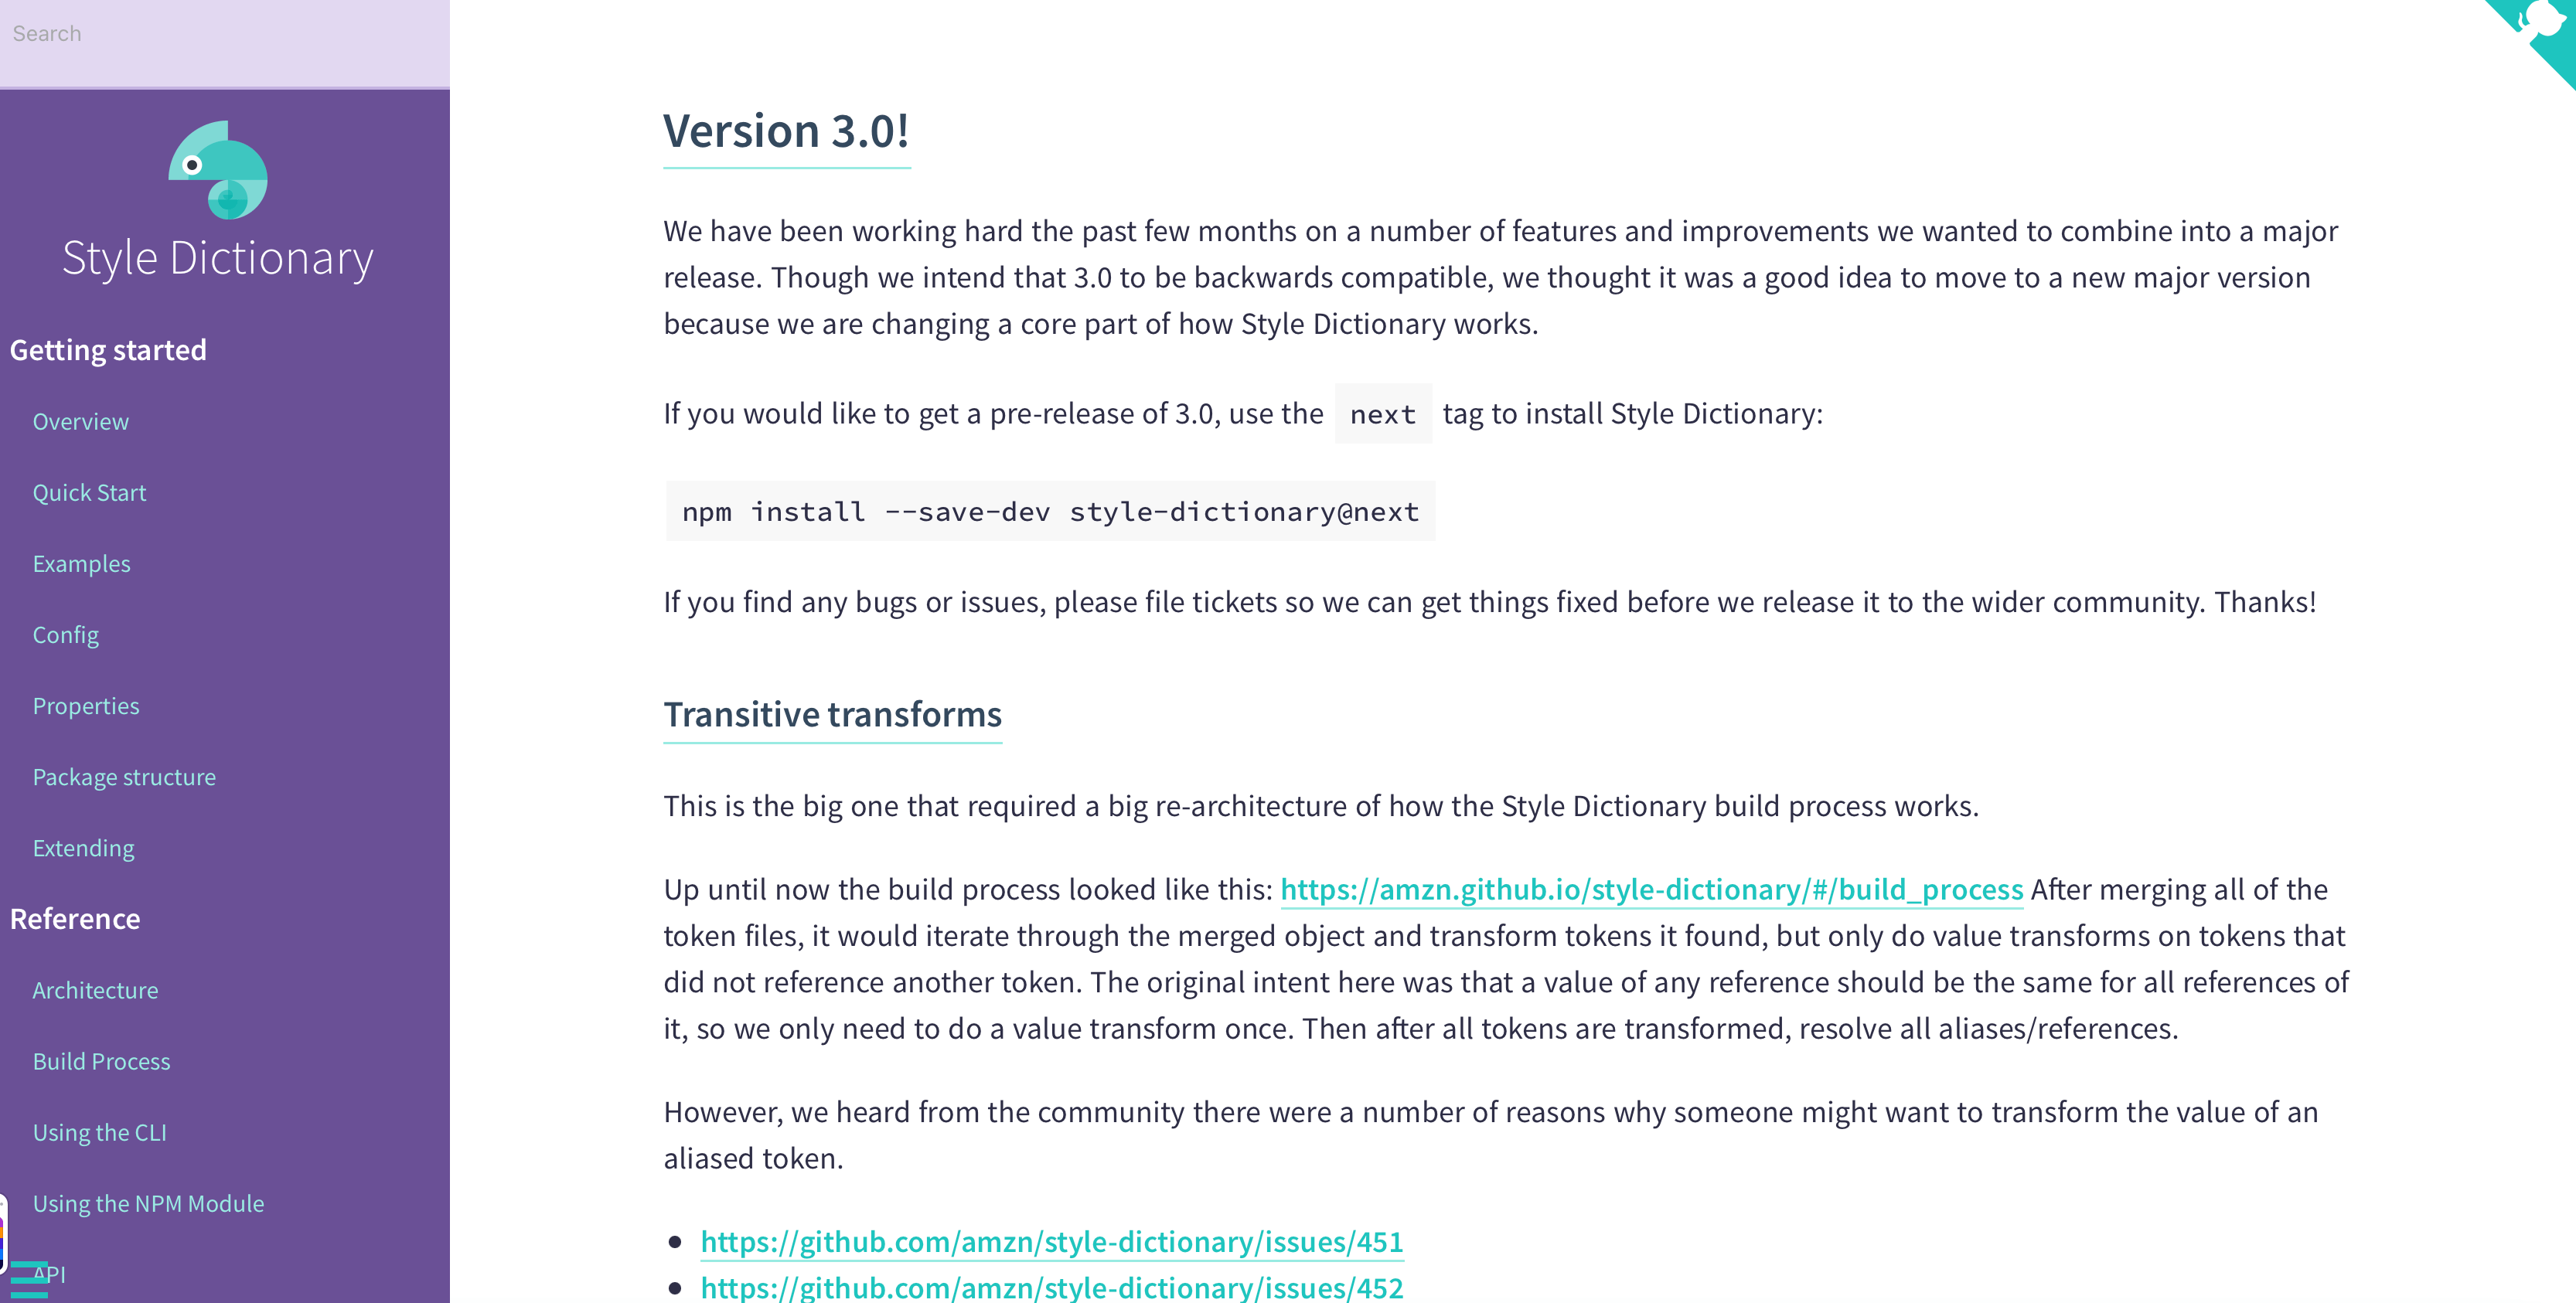 Search
Style Dictionary
Getting started
Overview
Quick Start
Examples
Config
Properties
Package structure
Extending
Reference
Architecture
Build Process
Using the CLI
Using the NPM Module
API
Version 3.0!
We have been working hard the past few months on a number of features and improvements we wanted to combine into a major
release. Though we intend that 3.0 to be backwards compatible, we thought it was a good idea to move to a new major version
because we are changing a core part of how Style Dictionary works.
If you would like to get a pre-release of 3.0, use the next tag to install Style Dictionary:
npm install --save-dev style-dictionary@next
If you find any bugs or issues, please file tickets so we can get things fixed before we release it to the wider community. Thanks!
Transitive transforms
This is the big one that required a big re-architecture of how the Style Dictionary build process works.
Up until now the build process looked like this: https://amzn.github.io/style-dictionary/#/build_process After merging all of the
token files, it would iterate through the merged object and transform tokens it found, but only do value transforms on tokens that
did not reference another token. The original intent here was that a value of any reference should be the same for all references of
it, so we only need to do a value transform once. Then after all tokens are transformed, resolve all aliases/references.
However, we heard from the community there were a number of reasons why someone might want to transform the value of an
aliased token.
https://github.com/amzn/style-dictionary/issues/451
https://github.com/amzn/style-dictionary/issues/452